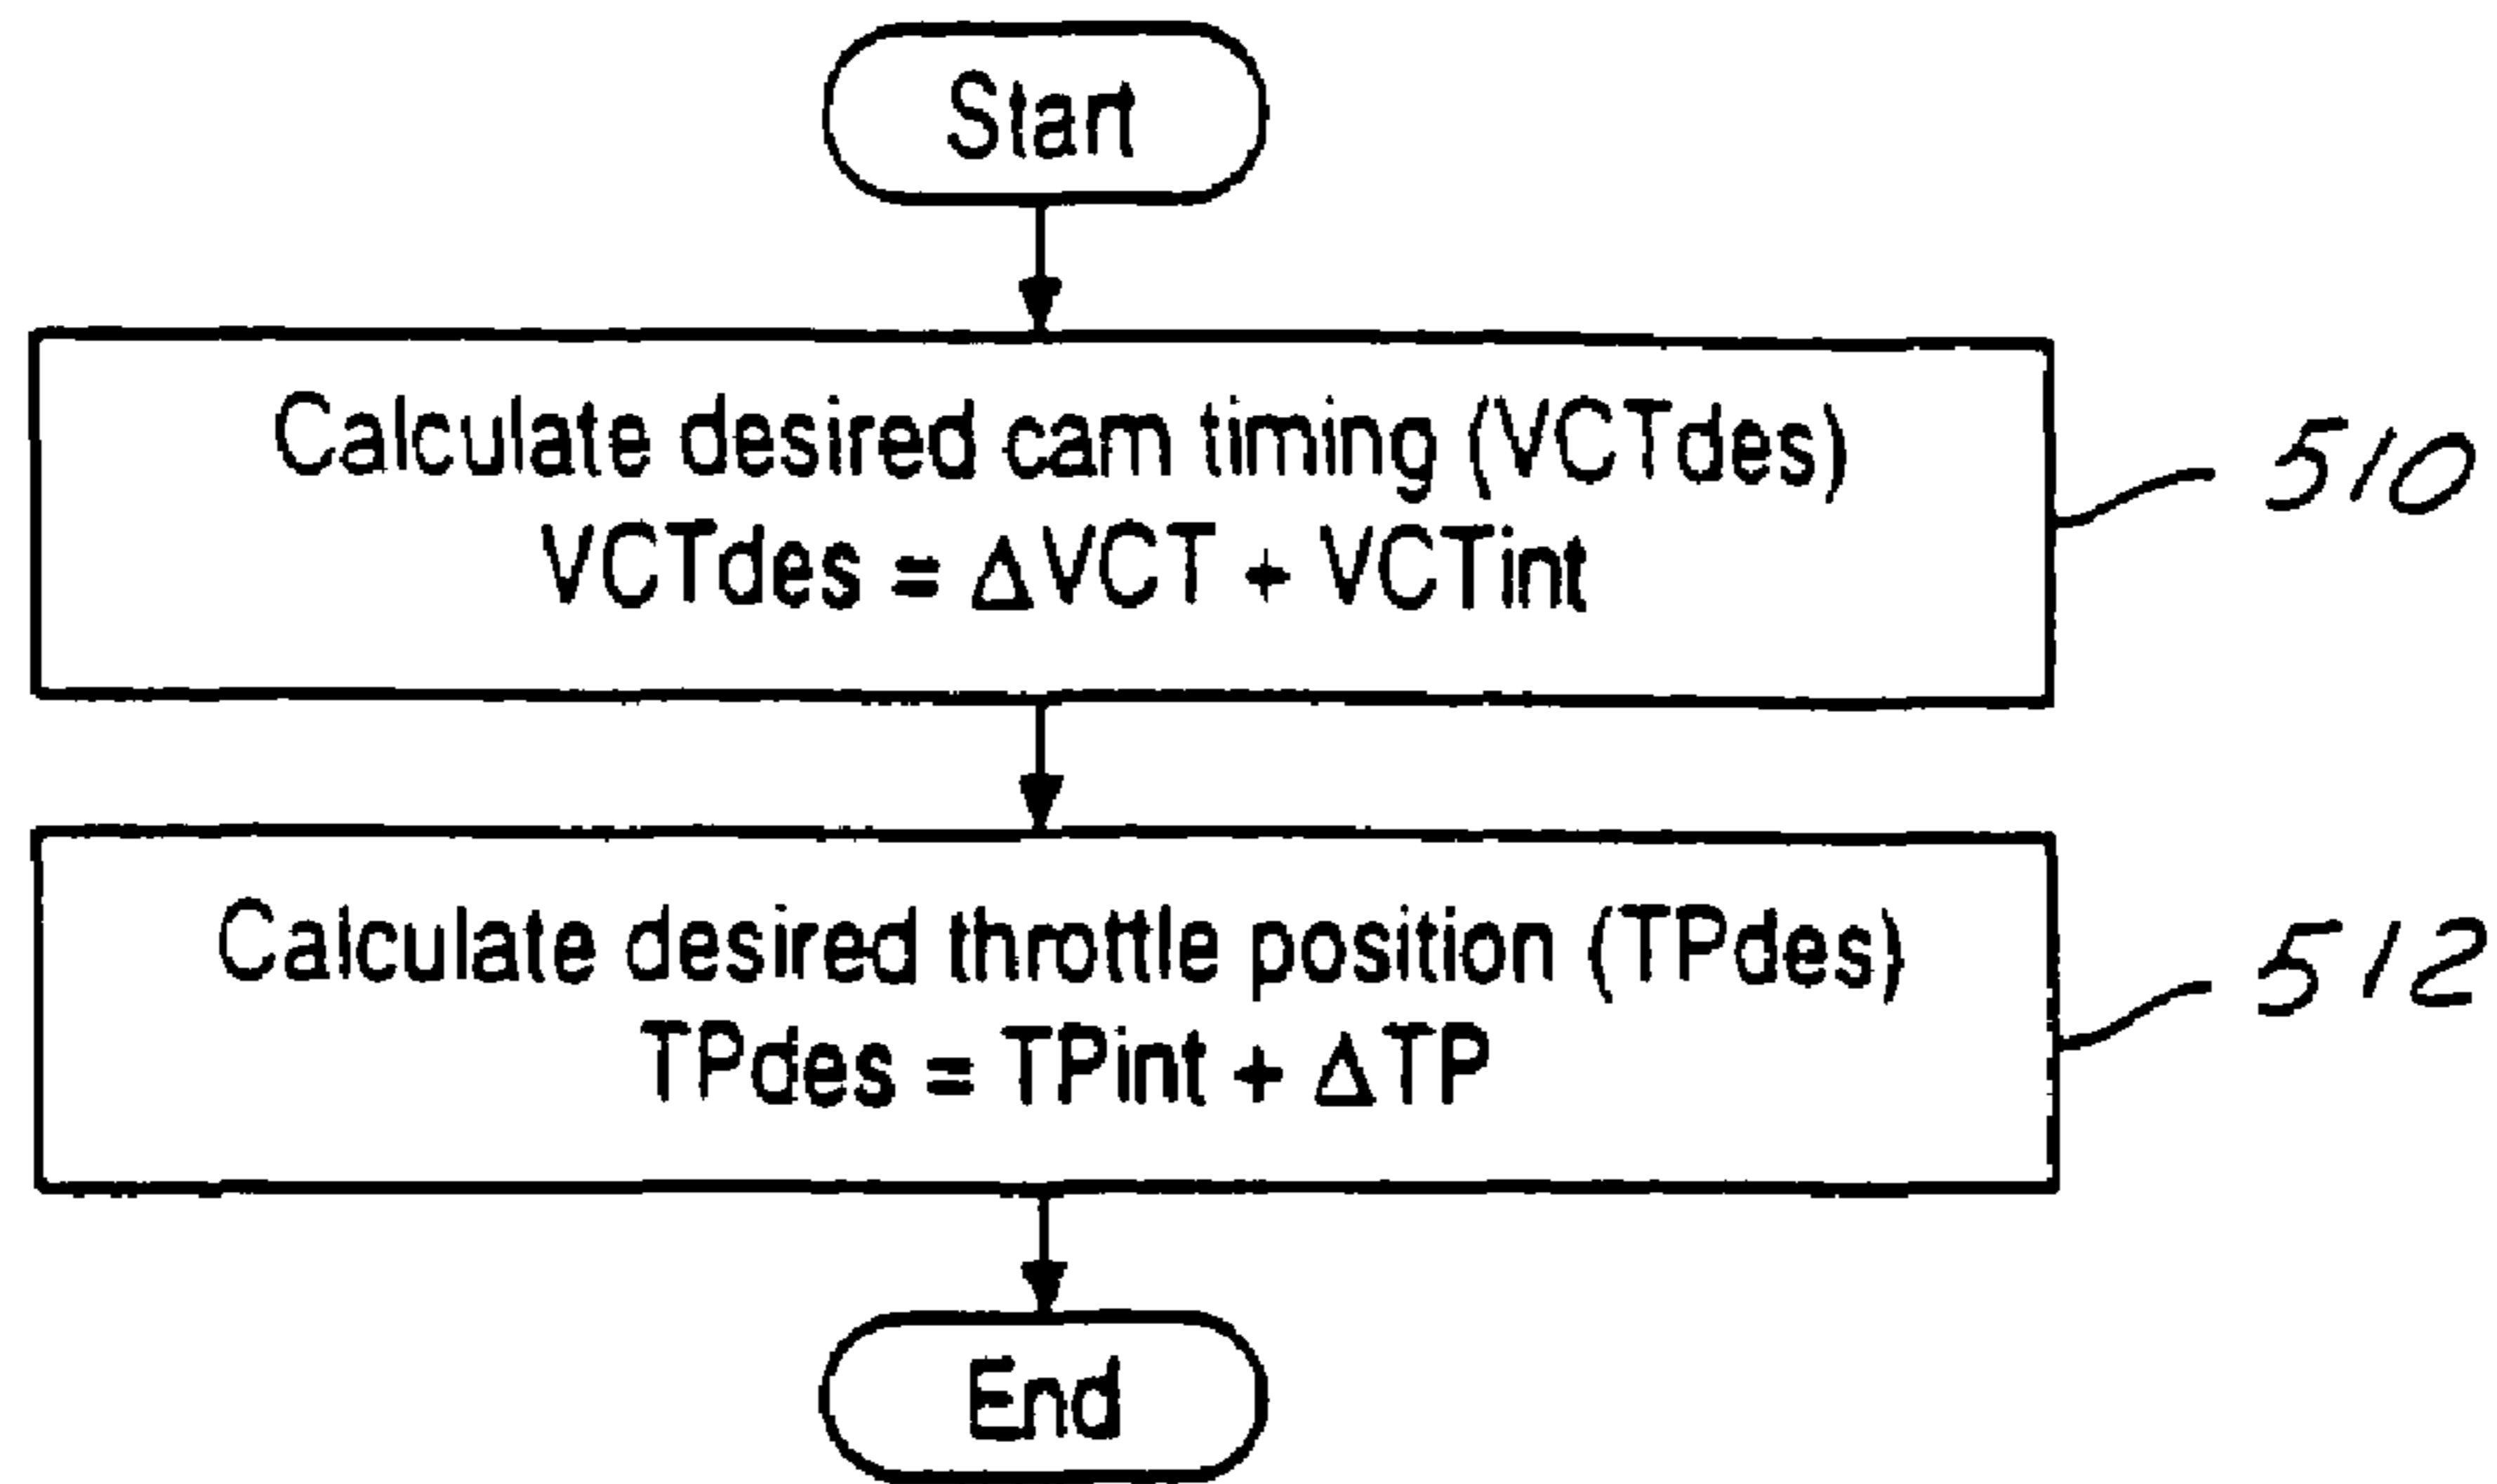 Start
Calculate desired cam timing (VCTdes)
VCTdes = ΔVCT + VCTint
510
Calculate desired throttle position (TPdes)
TPdes = TPint + ΔTP
512
End